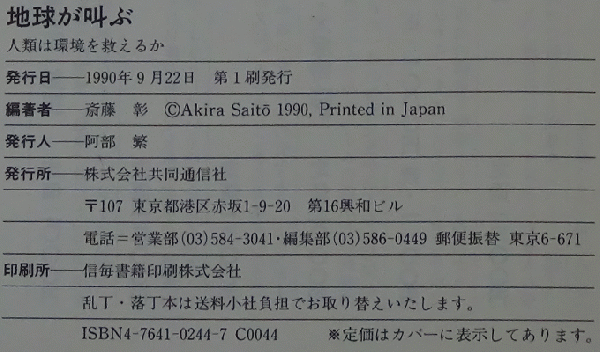 地球が叫ぶ
人類は環境を救えるか
発行日──1990年9月22日 第1刷発行
編著者──斎藤 彰 ©Akira Saitō 1990, Printed in Japan
発行人──阿部 繁
発行所──株式会社共同通信社
〒107 東京都港区赤坂1-9-20 第16興和ビル
電話=営業部(03)584-3041・編集部(03)586-0449 郵便振替 東京6-671
印刷所──信毎書籍印刷株式会社
乱丁・落丁本は送料小社負担でお取り替えいたします。
ISBN4-7641-0244-7 C0044 ※定価はカバーに表示してあります。